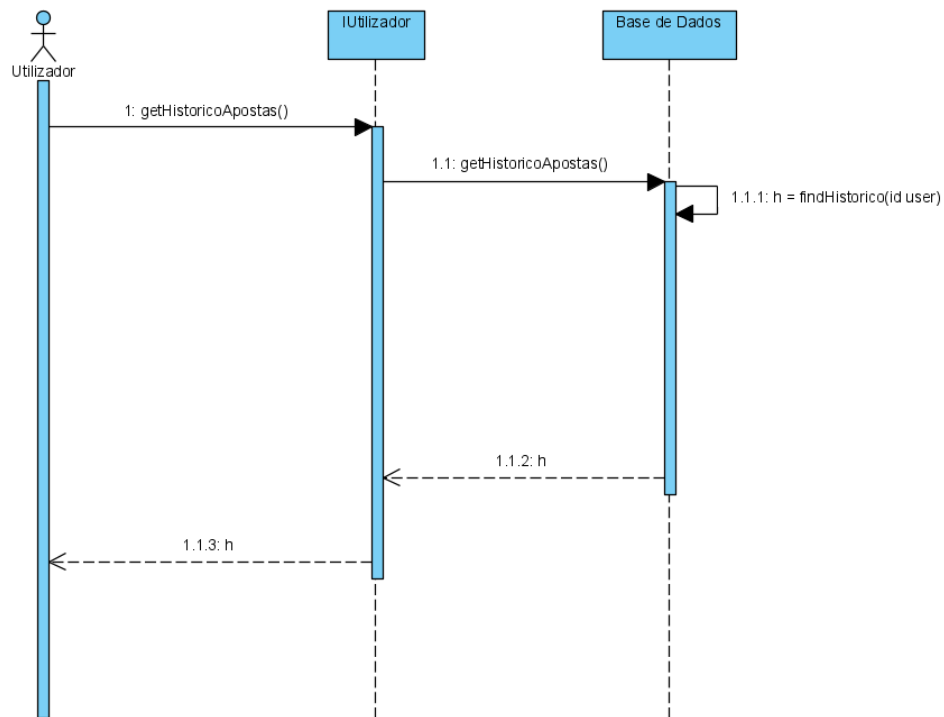 IUtilizador
Base de Dados
Utilizador
1: getHistoricoApostas()
1.1: getHistoricoApostas()
1.1.1: h = findHistorico(id user)
1.1.2: h
1.1.3: h